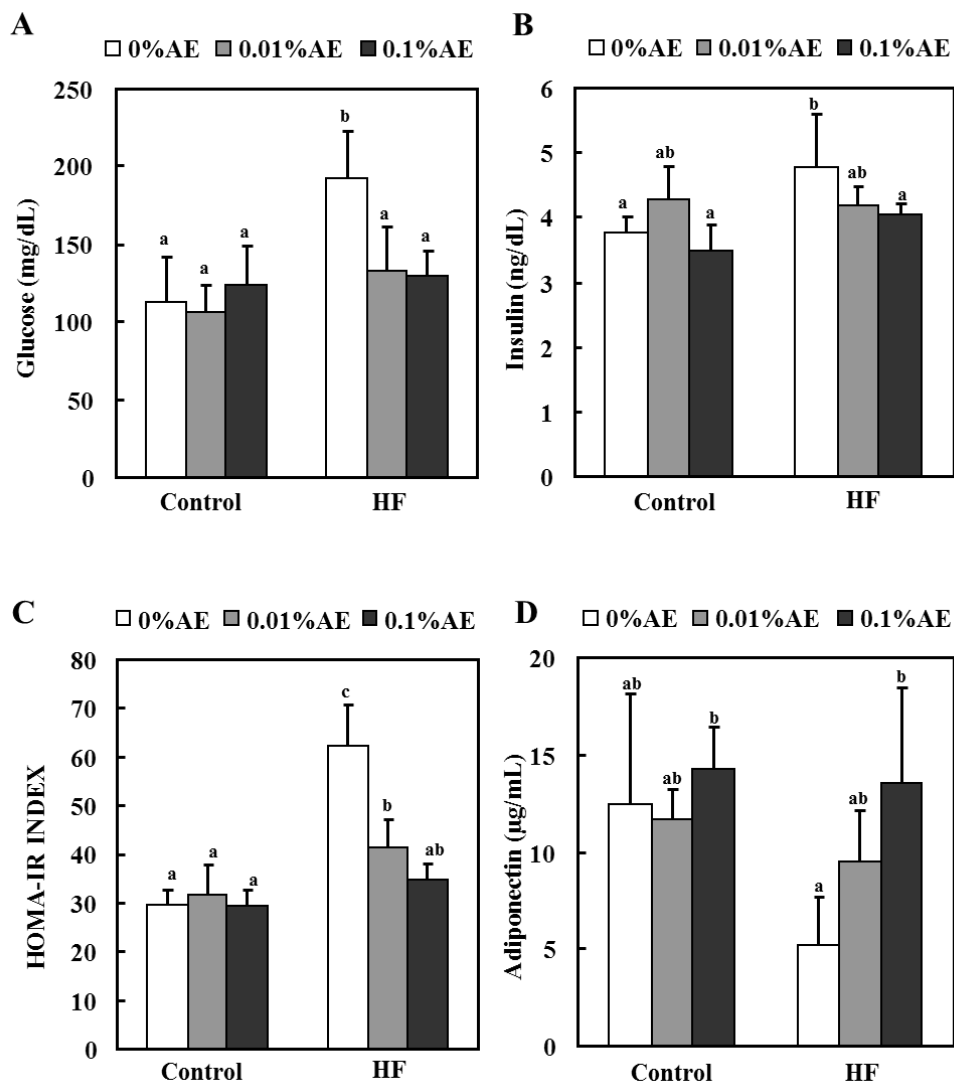 A
0%AE 0.01%AE 0.1%AE
Glucose (mg/dL)
250
200
150
100
50
0
a
a
a
b
a
a
Control HF
B
0%AE 0.01%AE 0.1%AE
Insulin (ng/dL)
6
5
4
3
2
1
0
a
ab
a
b
ab
a
Control HF
C
0%AE 0.01%AE 0.1%AE
HOMA-IR INDEX
80
70
60
50
40
30
20
10
0
a
a
a
c
b
ab
Control HF
D
0%AE 0.01%AE 0.1%AE
Adiponectin (µg/mL)
20
15
10
5
0
ab
ab
b
a
ab
b
Control HF